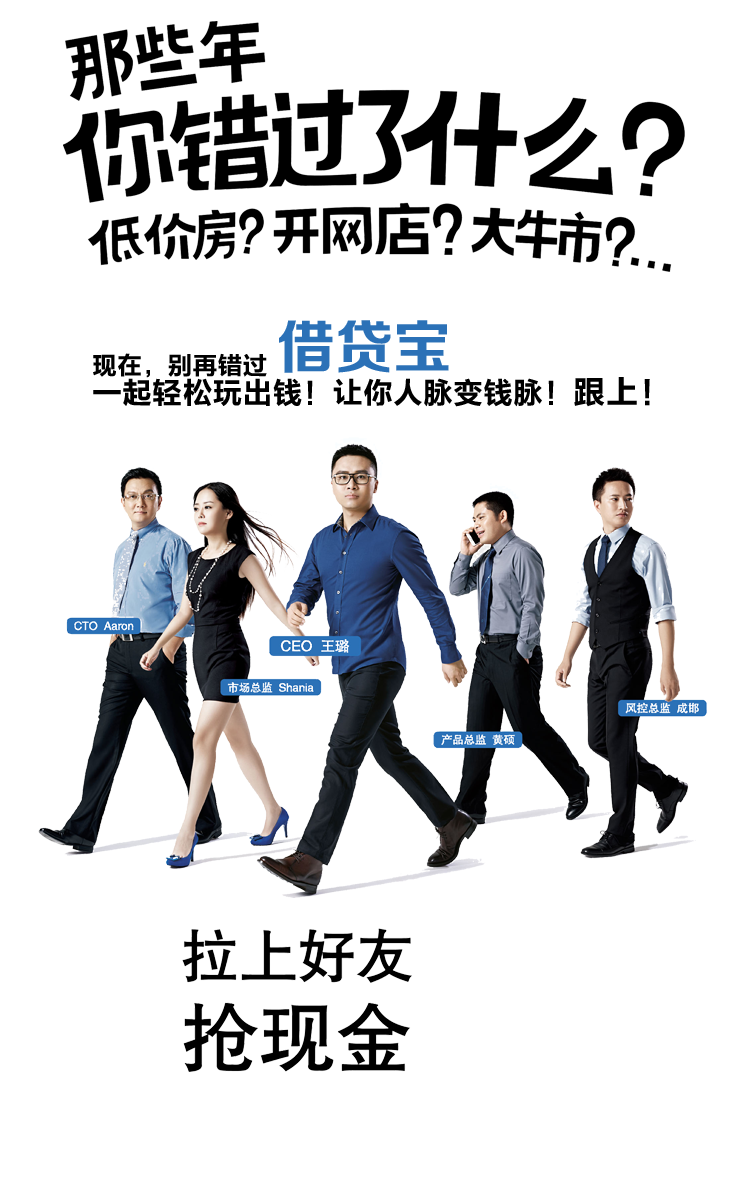 那些年
你错过了什么?
低价房?开网店?大牛市?...
现在，别再错过 借贷宝
一起轻松玩出钱！让你人脉变钱脉！跟上！
CTO Aaron
CEO 王璐
市场总监 Shania
风控总监 成邯
产品总监 黄硕
拉上好友
抢现金